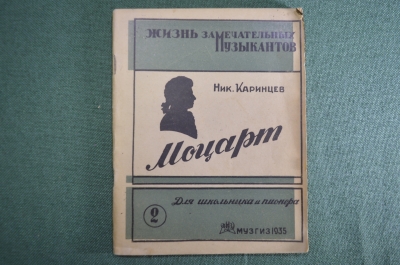 ЖИЗНЬ ЗАМЕЧАТЕЛЬНЫХ
МУЗЫКАНТОВ
Ник. Каринцев
Моцарт
Для школьника и пионера
2
МУЗГИЗ 1935